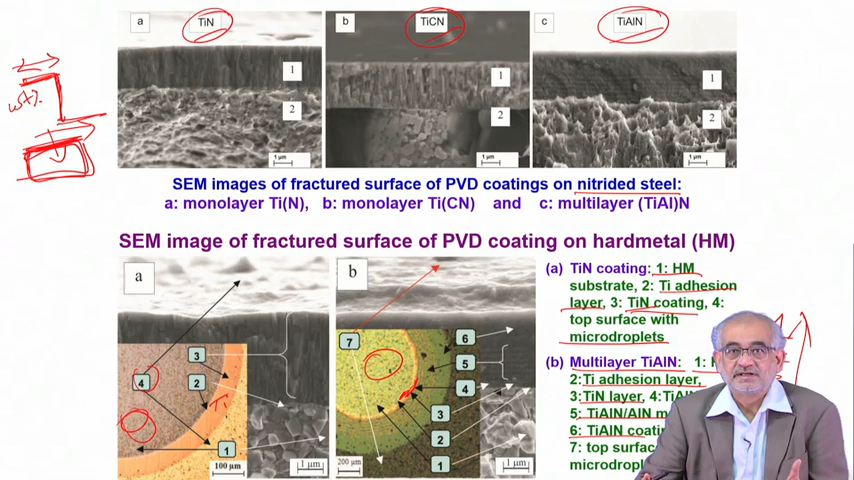 a TiN
b TiCN
c TiAlN
1
2
1 µm
1
2
1 µm
1
2
1 µm
wt%
SEM images of fractured surface of PVD coatings on nitrided steel:
a: monolayer Ti(N), b: monolayer Ti(CN) and c: multilayer (TiAl)N
SEM image of fractured surface of PVD coating on hardmetal (HM)
a
3
4
2
Ti
1
100 µm
1 µm
b
7
6
5
4
3
2
1
200 µm
1 µm
(a) TiN coating: 1: HM
substrate, 2: Ti adhesion
layer, 3: TiN coating, 4:
top surface with
microdroplets
(b) Multilayer TiAlN: 1:
2:Ti adhesion layer,
3:TiN layer,
5: TiAlN/AlN
6: TiAlN
7: top